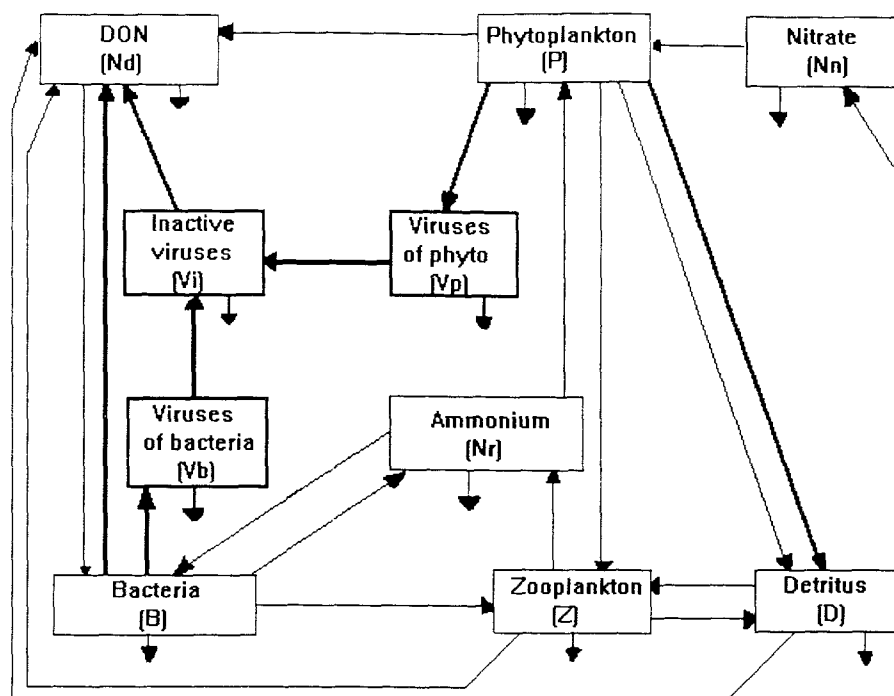 DON
(Nd)
Phytoplankton
(P)
Nitrate
(Nn)
Inactive
viruses
(Vi)
Viruses
of phyto
(Vp)
Viruses
of bacteria
(Vb)
Ammonium
(Nr)
Bacteria
(B)
Zooplankton
(Z)
Detritus
(D)